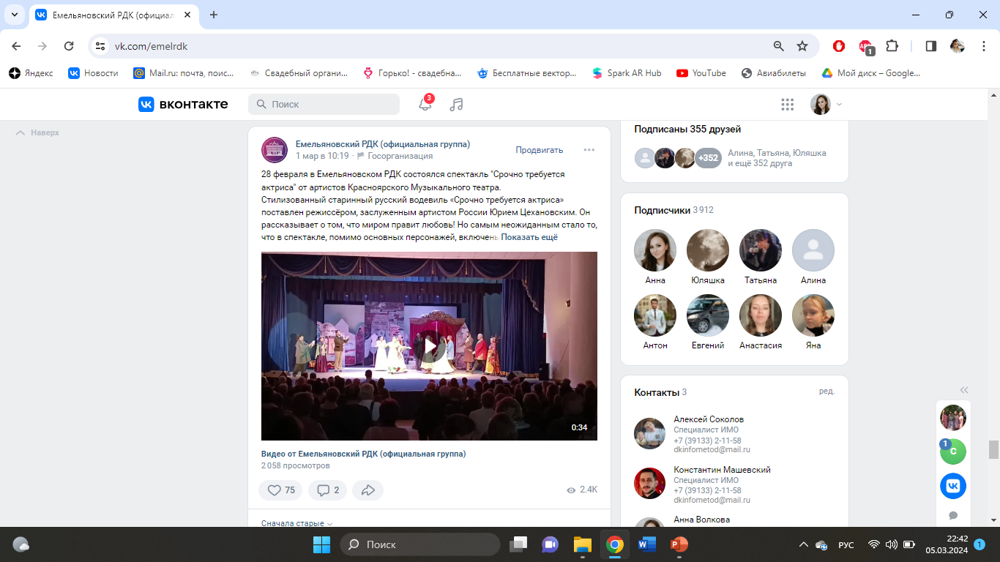 Емельяновский РДК (официал
vk.com/emelrdk
ABP
1
Яндекс
Новости
Mail.ru: почта, поис...
Свадебный органи...
Горько! - свадебна...
Бесплатные вектор...
Spark AR Hub
YouTube
Авиабилеты
Мой диск – Google...
вконтакте
Поиск
3
Наверх
Емельяновский РДК (официальная группа)
1 мар в 10:19 · Госорганизация
Продвигать
28 февраля в Емельяновском РДК состоялся спектакль "Срочно требуется
актриса" от артистов Красноярского Музыкального театра.
Стилизованный старинный русский водевиль «Срочно требуется актриса»
поставлен режиссёром, заслуженным артистом России Юрием Цехановским. Он
рассказывает о том, что миром правит любовь! Но самым неожиданным стало то,
что в спектакле, помимо основных персонажей, включень Показать ещё
0:34
Видео от Емельяновский РДК (официальная группа)
2 058 просмотров
75
2
2.4K
Сначала старые
Подписаны 355 друзей
+352
Алина, Татьяна, Юляшка
и ещё 352 друга
Подписчики 3 912
Анна
Юляшка
Татьяна
Алина
Антон
Евгений
Анастасия
Яна
Контакты 3
ред.
Алексей Соколов
Специалист ИМО
+7 (39133) 2-11-58
dkinfometod@mail.ru
Константин Машевский
Специалист ИМО
+7 (39133) 2-11-58
dkinfometod@mail.ru
Анна Волкова
1
С
Поиск
РУС
22:42
05.03.2024
1